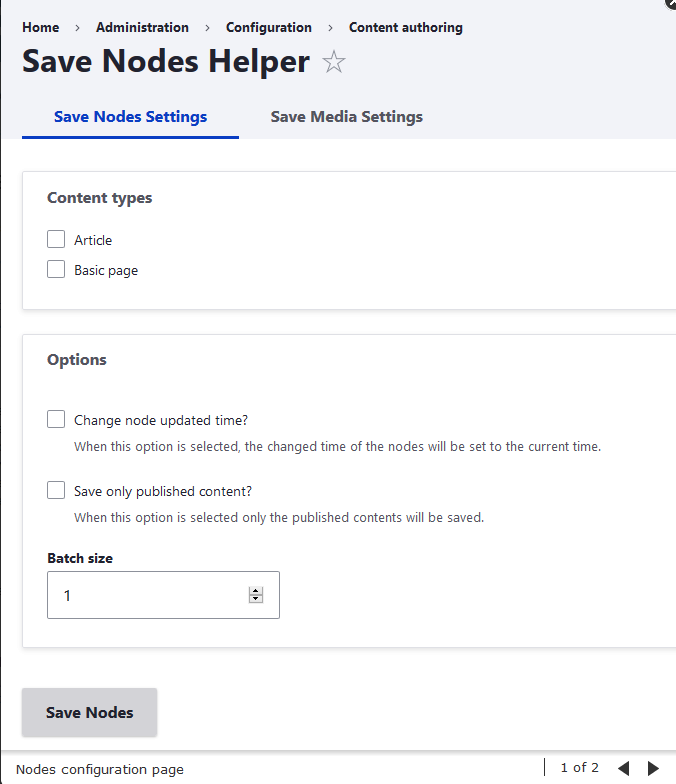 Home > Administration > Configuration > Content authoring
Save Nodes Helper
Save Nodes Settings Save Media Settings
Content types
Article
Basic page
Options
Change node updated time?
When this option is selected, the changed time of the nodes will be set to the current time.
Save only published content?
When this option is selected only the published contents will be saved.
Batch size
1
Save Nodes
Nodes configuration page 1 of 2